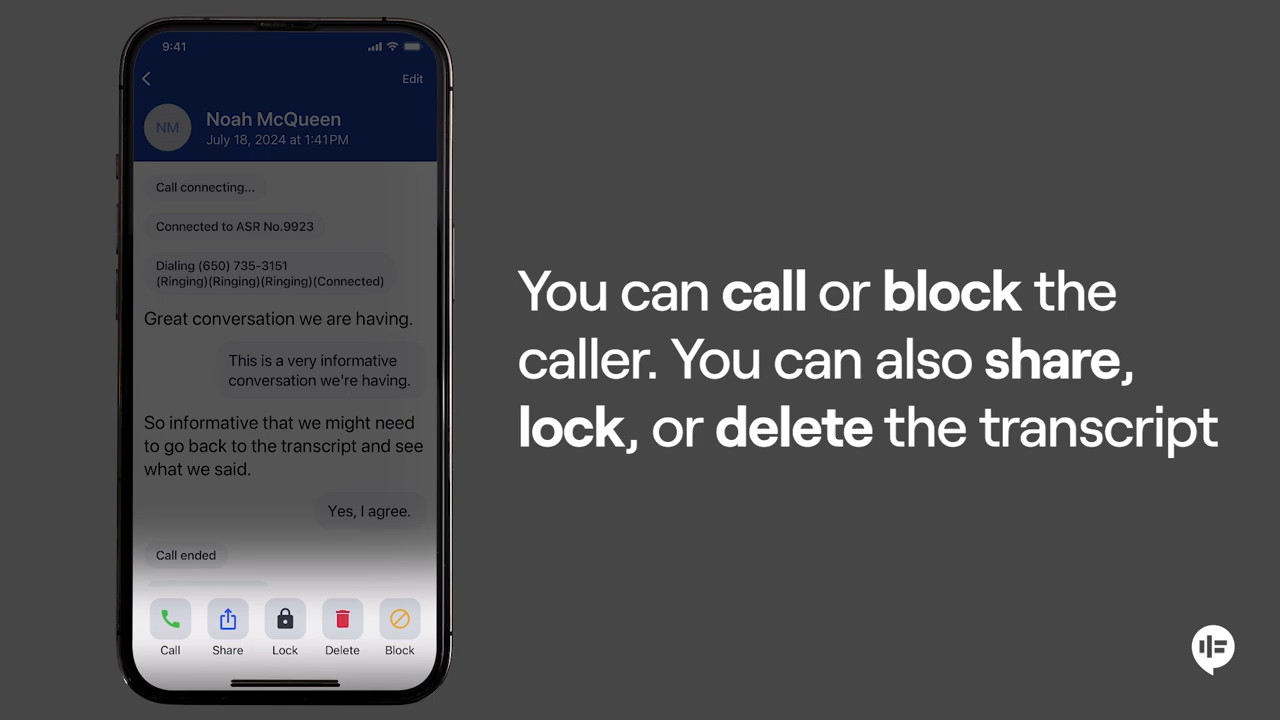 9:41
Edit
NM
Noah McQueen
July 18, 2024 at 1:41PM
Call connecting...
Connected to ASR No.9923
Dialing (650) 735-3151
(Ringing)(Ringing)(Ringing)(Connected)
Great conversation we are having.
This is a very informative
conversation we're having.
So informative that we might need
to go back to the transcript and see
what we said.
Yes, I agree.
Call ended
Call
Share
Lock
Delete
Block
You can call or block the
caller. You can also share,
lock, or delete the transcript